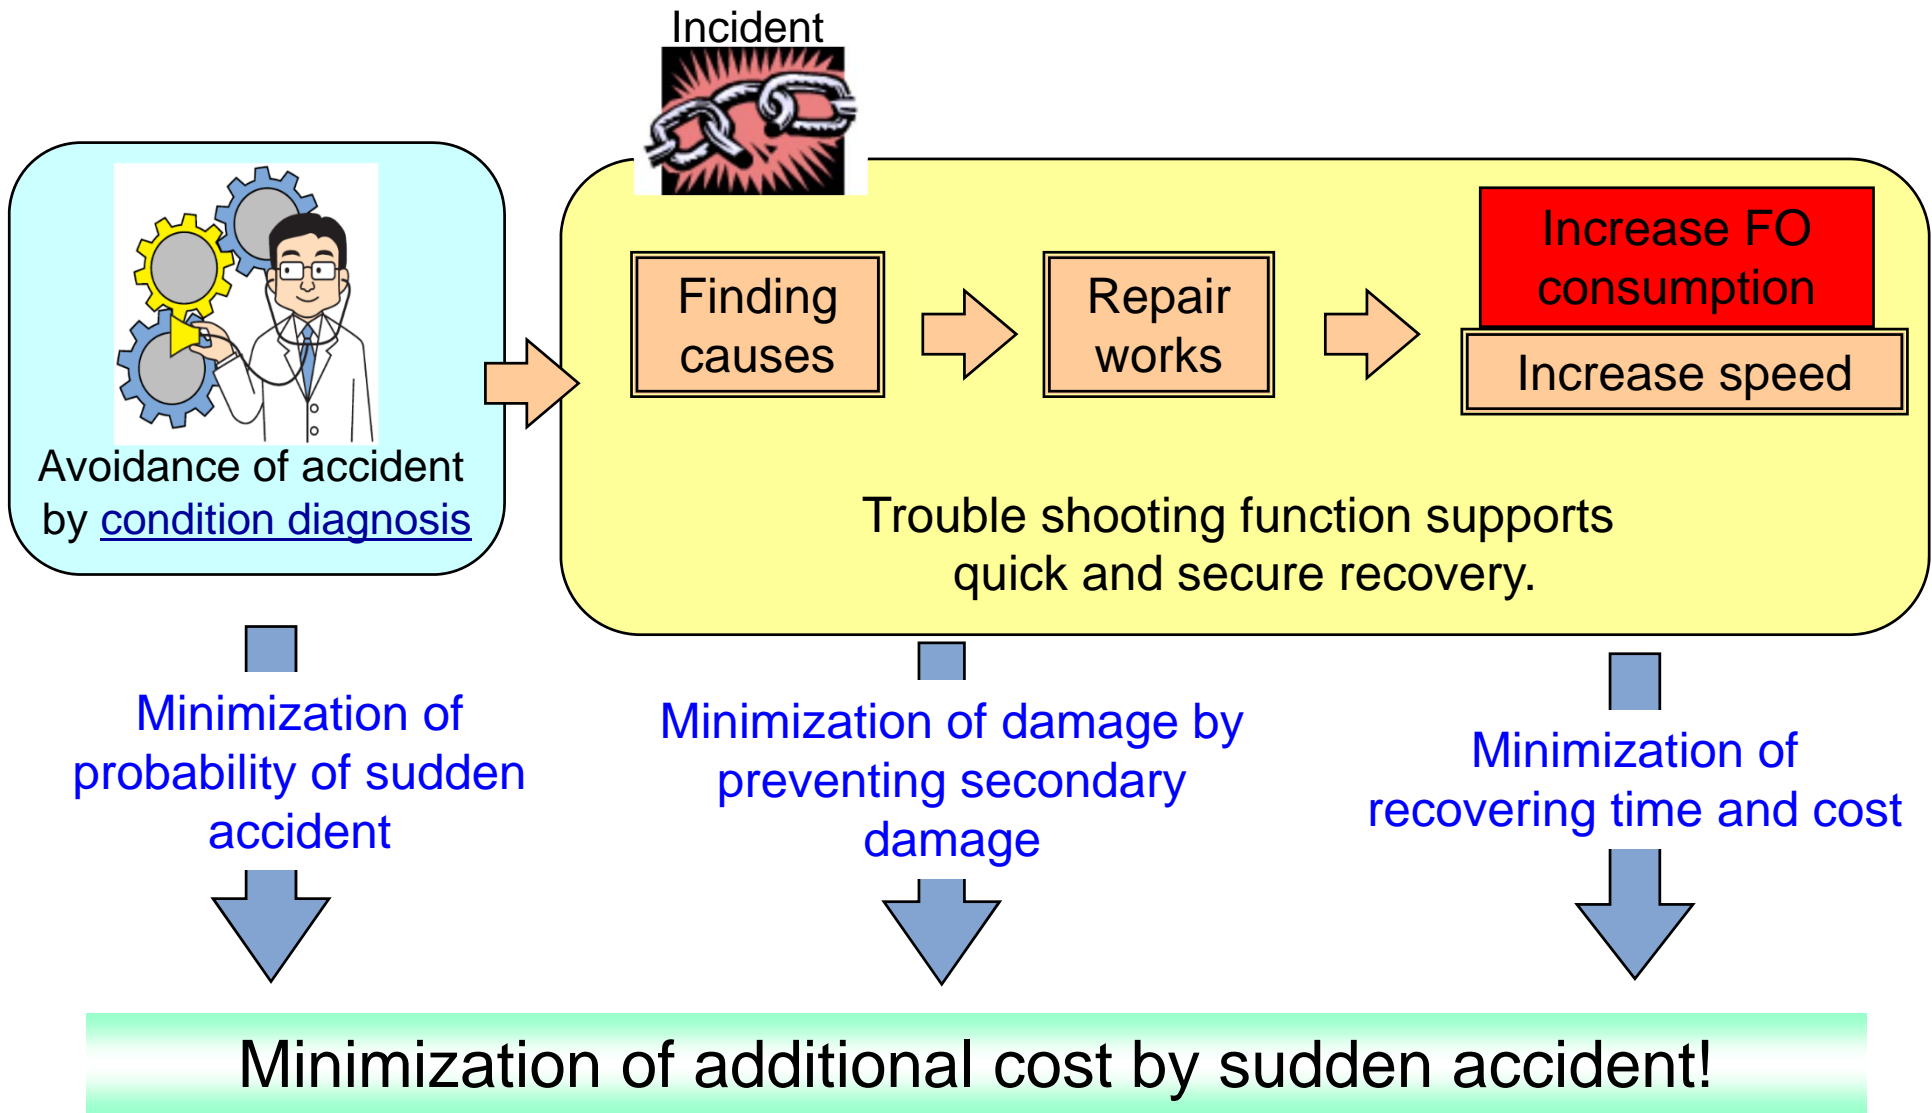 Incident
Avoidance of accident
by condition diagnosis
Finding
causes
Repair
works
Increase FO
consumption
Increase speed
Trouble shooting function supports
quick and secure recovery.
Minimization of
probability of sudden
accident
Minimization of damage by
preventing secondary
damage
Minimization of
recovering time and cost
Minimization of additional cost by sudden accident!